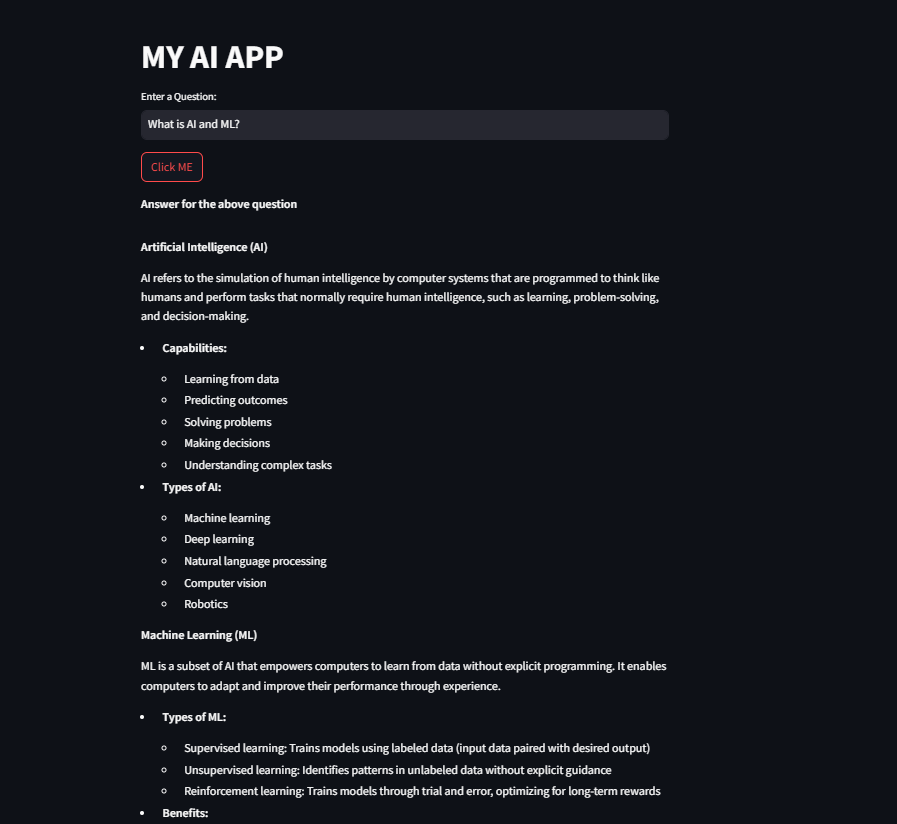 MY AI APP
Enter a Question:
What is AI and ML?
Click ME
Answer for the above question
Artificial Intelligence (AI)
AI refers to the simulation of human intelligence by computer systems that are programmed to think like
humans and perform tasks that normally require human intelligence, such as learning, problem-solving,
and decision-making.
• Capabilities:
◦ Learning from data
◦ Predicting outcomes
◦ Solving problems
◦ Making decisions
◦ Understanding complex tasks
• Types of AI:
◦ Machine learning
◦ Deep learning
◦ Natural language processing
◦ Computer vision
◦ Robotics
Machine Learning (ML)
ML is a subset of AI that empowers computers to learn from data without explicit programming. It enables
computers to adapt and improve their performance through experience.
• Types of ML:
◦ Supervised learning: Trains models using labeled data (input data paired with desired output)
◦ Unsupervised learning: Identifies patterns in unlabeled data without explicit guidance
◦ Reinforcement learning: Trains models through trial and error, optimizing for long-term rewards
• Benefits: